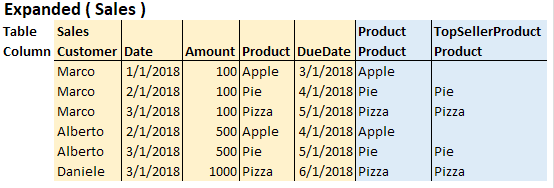 Expanded ( Sales )
Table Sales Product TopSellerProduct
Column Customer Date Amount Product DueDate Product Product
Marco 1/1/2018 100 Apple 3/1/2018 Apple
Marco 2/1/2018 100 Pie 4/1/2018 Pie Pie
Marco 3/1/2018 100 Pizza 5/1/2018 Pizza Pizza
Alberto 2/1/2018 500 Apple 4/1/2018 Apple
Alberto 3/1/2018 500 Pie 5/1/2018 Pie Pie
Daniele 3/1/2018 1000 Pizza 6/1/2018 Pizza Pizza